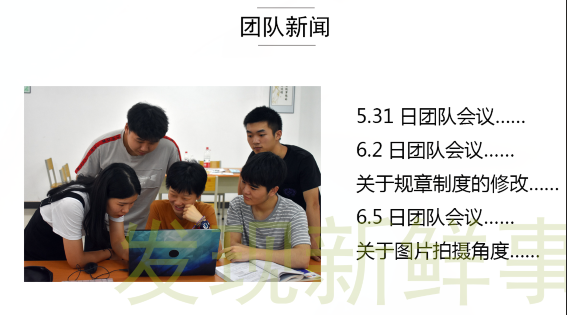 团队新闻
5.31 日团队会议......
6.2 日团队会议......
关于规章制度的修改......
6.5 日团队会议......
关于图片拍摄角度......
发现新鲜事